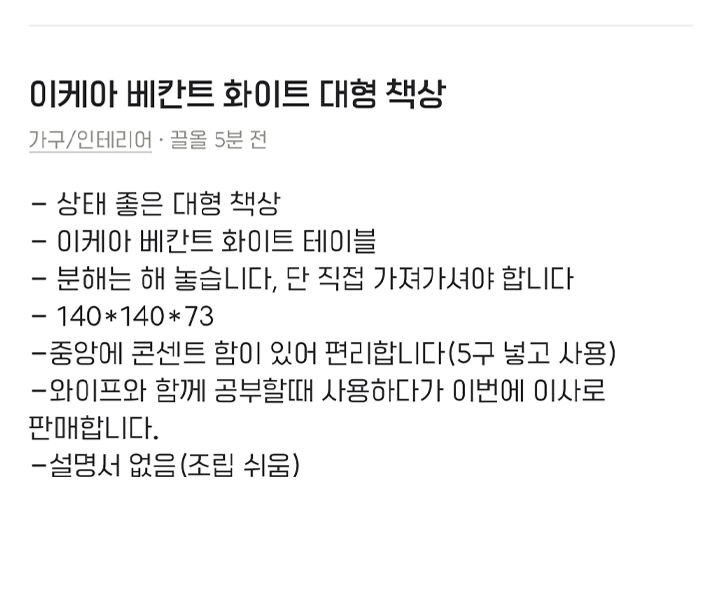 이케아 베칸트 화이트 대형 책상
가구/인테리어 · 끌올 5분 전
- 상태 좋은 대형 책상
- 이케아 베칸트 화이트 테이블
- 분해는 해 놓습니다, 단 직접 가져가셔야 합니다
- 140*140*73
-중앙에 콘센트 함이 있어 편리합니다(5구 넣고 사용)
-와이프와 함께 공부할때 사용하다가 이번에 이사로
판매합니다.
-설명서 없음(조립 쉬움)